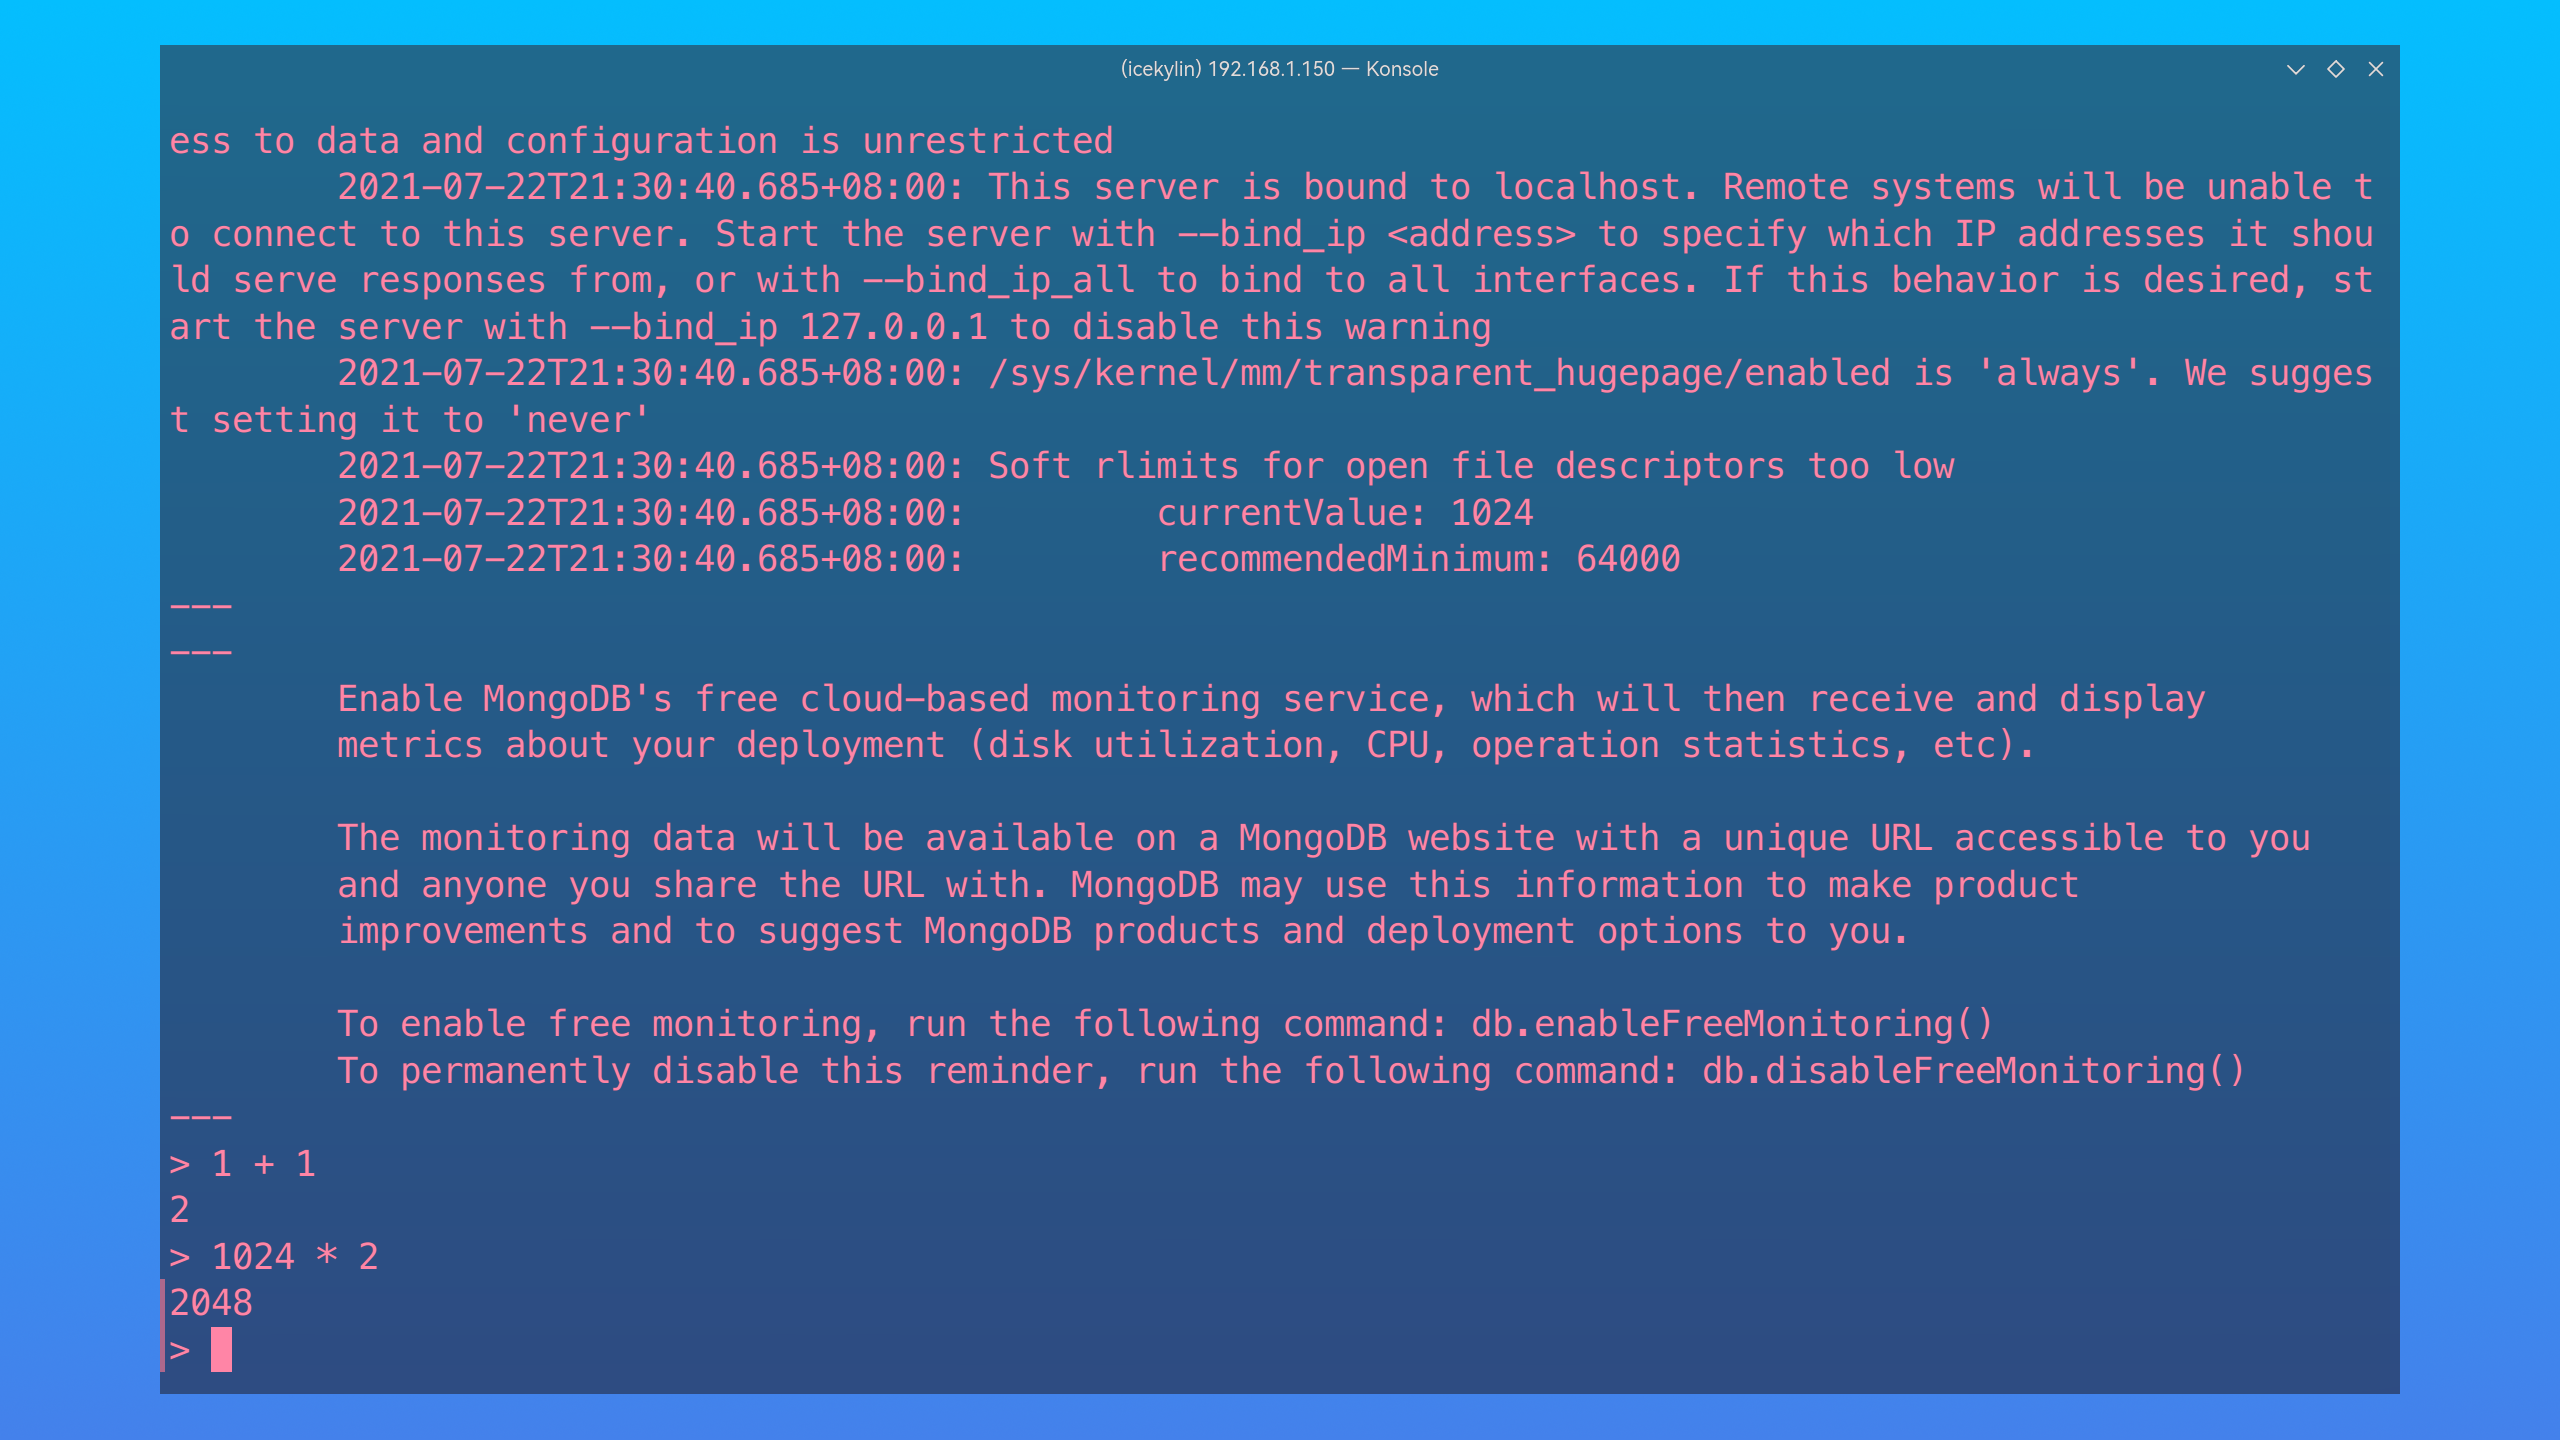 (icekylin) 192.168.1.150 — Konsole
ess to data and configuration is unrestricted
        2021-07-22T21:30:40.685+08:00: This server is bound to localhost. Remote systems will be unable t
o connect to this server. Start the server with --bind_ip <address> to specify which IP addresses it shou
ld serve responses from, or with --bind_ip_all to bind to all interfaces. If this behavior is desired, st
art the server with --bind_ip 127.0.0.1 to disable this warning
        2021-07-22T21:30:40.685+08:00: /sys/kernel/mm/transparent_hugepage/enabled is 'always'. We sugges
t setting it to 'never'
        2021-07-22T21:30:40.685+08:00: Soft rlimits for open file descriptors too low
        2021-07-22T21:30:40.685+08:00:         currentValue: 1024
        2021-07-22T21:30:40.685+08:00:         recommendedMinimum: 64000
---
---
        Enable MongoDB's free cloud-based monitoring service, which will then receive and display
        metrics about your deployment (disk utilization, CPU, operation statistics, etc).

        The monitoring data will be available on a MongoDB website with a unique URL accessible to you
        and anyone you share the URL with. MongoDB may use this information to make product
        improvements and to suggest MongoDB products and deployment options to you.

        To enable free monitoring, run the following command: db.enableFreeMonitoring()
        To permanently disable this reminder, run the following command: db.disableFreeMonitoring()
---
> 1 + 1
2
> 1024 * 2
2048
>